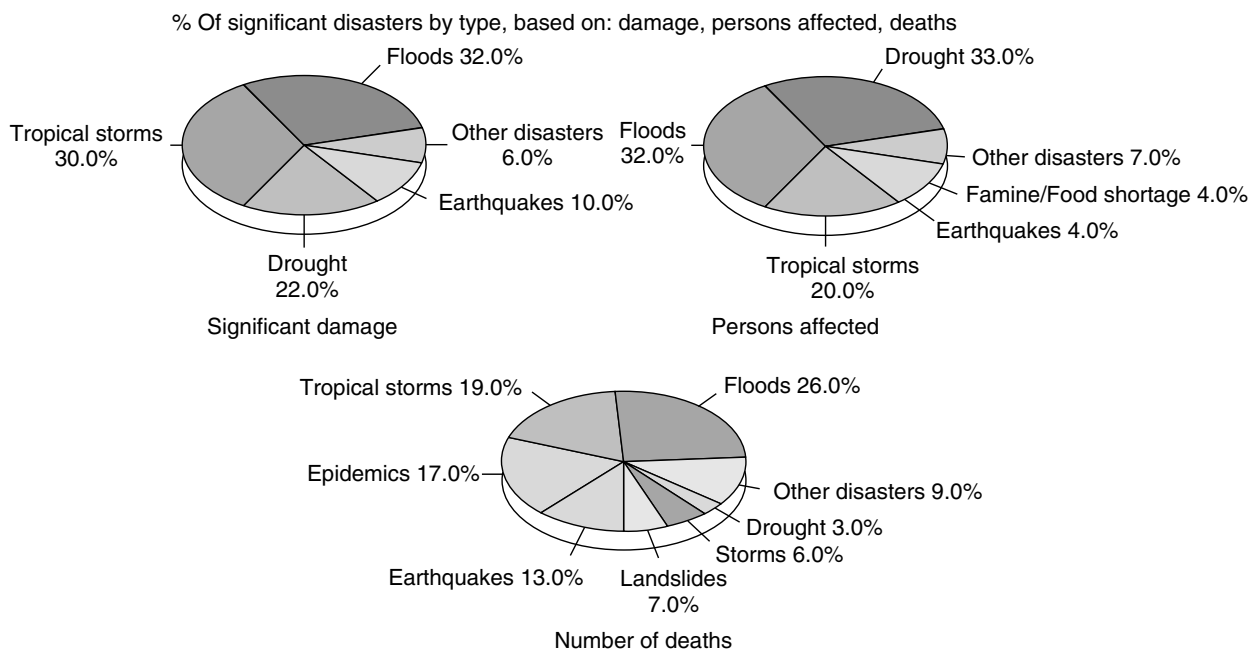 % Of significant disasters by type, based on: damage, persons affected, deaths
Floods 32.0%
Tropical storms
30.0%
Other disasters
6.0%
Earthquakes 10.0%
Drought
22.0%
Significant damage
Drought 33.0%
Floods
32.0%
Other disasters 7.0%
Famine/Food shortage 4.0%
Earthquakes 4.0%
Tropical storms
20.0%
Persons affected
Tropical storms 19.0%
Floods 26.0%
Epidemics 17.0%
Other disasters 9.0%
Drought 3.0%
Storms 6.0%
Earthquakes 13.0%
Landslides
7.0%
Number of deaths